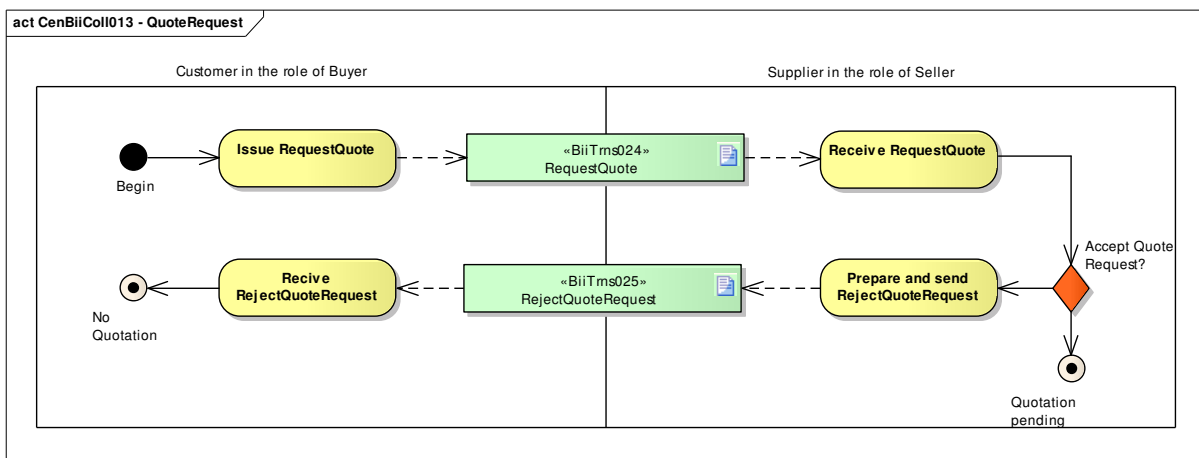 act CenBiiColl013 - QuoteRequest
Customer in the role of Buyer
Supplier in the role of Seller
Issue RequestQuote
«BiiTrns024»
RequestQuote
Receive RequestQuote
Begin
Accept Quote
Request?
Recive
RejectQuoteRequest
«BiiTrns025»
RejectQuoteRequest
Prepare and send
RejectQuoteRequest
No
Quotation
Quotation
pending